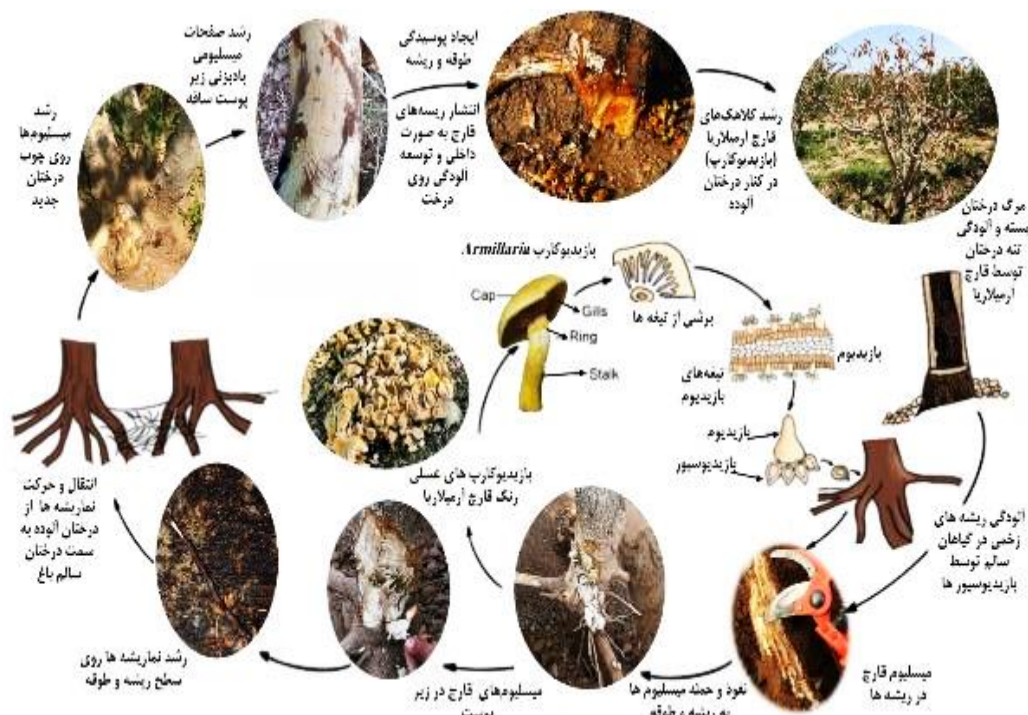 رشد
میسلیوم‌ها
روی چوب
درختان
جدید
رشد صفحات
میسلیومی
بادبزنی زیر
پوست ساقه
ایجاد پوسیدگی
طوقه و ریشه
انتشار ریسه‌های
قارچ به صورت
داخلی و توسعه
آلودگی روی
درخت
رشد کلاهک‌های
قارچ آرمیلاریا
(بازیدیوکارپ)
در کنار درختان
آلوده
مرگ درختان
پسته و آلودگی
تنه درختان
توسط قارچ
آرمیلاریا
بازیدیوکارپ Armillaria
Cap
Gills
Ring
Stalk
برشی از تیغه ها
بازیدیوم
تیغه‌های
بازیدیوم
بازیدیوم
بازیدیوسپور
بازیدیوکارپ های عسلی
رنگ قارچ آرمیلاریا
آلودگی ریشه های
زخمی در گیاهان
سالم توسط
بازیدیوسپور ها
میسلیوم قارچ
در ریشه ها
نفوذ و حمله میسلیوم ها
به ریشه و طوقه
میسلیوم‌های قارچ در زیر
پوست
رشد نماریشه ها روی
سطح ریشه و طوقه
انتقال و حرکت
نماریشه ها از
درختان آلوده به
سمت درختان
سالم باغ